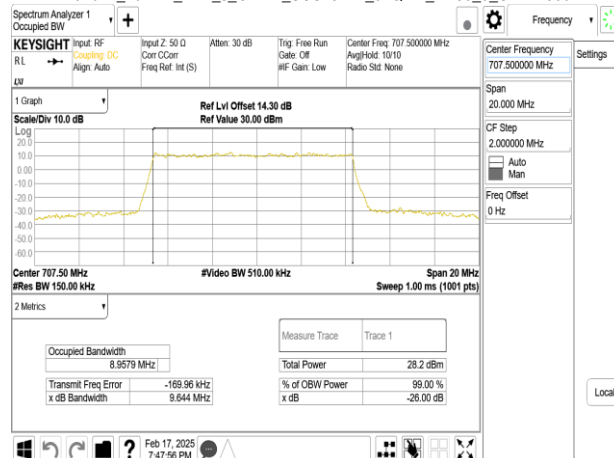 Spectrum Analyzer 1
Occupied BW
Frequency
KEYSIGHT
RL
Input: RF
Coupling: DC
Align: Auto
Input Z: 50 Ω
Corr CCorr
Freq Ref: Int (S)
Atten: 30 dB
Trig: Free Run
Gate: Off
#IF Gain: Low
Center Freq: 707.500000 MHz
Avg|Hold: 10/10
Radio Std: None
Center Frequency
707.500000 MHz
Settings
Span
20.000 MHz
CF Step
2.000000 MHz
Auto
Man
Freq Offset
0 Hz
Local
1 Graph
Scale/Div 10.0 dB
Ref Lvl Offset 14.30 dB
Ref Value 30.00 dBm
Log
20.0
10.0
0.00
-10.0
-20.0
-30.0
-40.0
-50.0
-60.0
Center 707.50 MHz
#Res BW 150.00 kHz
#Video BW 510.00 kHz
Span 20 MHz
Sweep 1.00 ms (1001 pts)
2 Metrics
Measure Trace
Trace 1
Occupied Bandwidth
8.9579 MHz
Total Power
28.2 dBm
Transmit Freq Error
-169.96 kHz
% of OBW Power
99.00 %
x dB Bandwidth
9.644 MHz
x dB
-26.00 dB
?
Feb 17, 2025
7:47:56 PM